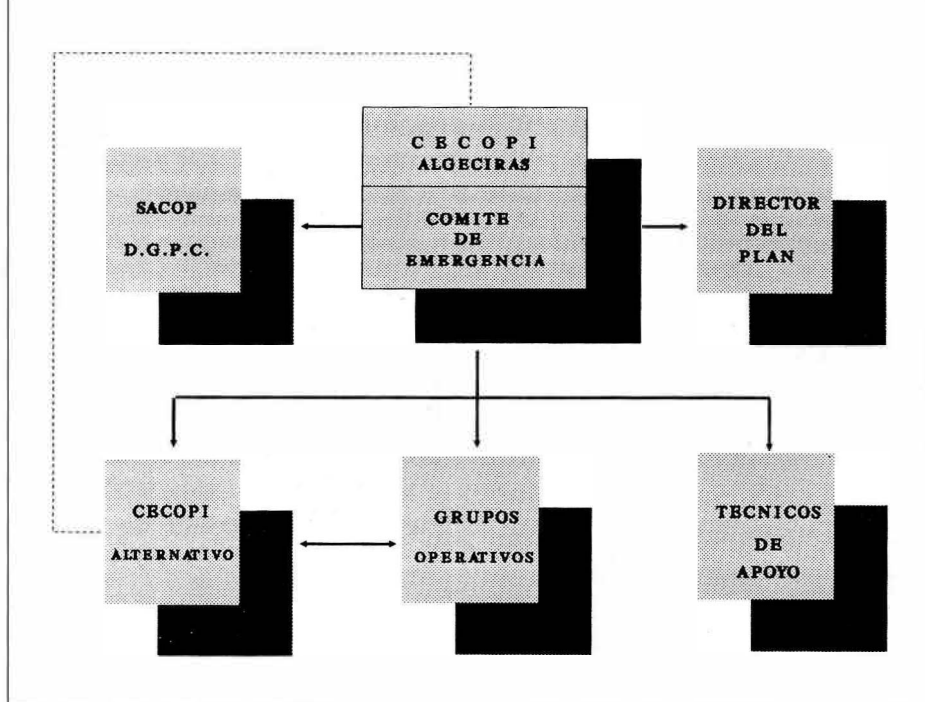 C E C O P I
ALGECIRAS
SACOP
D.G.P.C.
COMITE
DE
EMERGENCIA
DIRECTOR
DEL
PLAN
CECOPI
ALTERNATIVO
GRUPOS
OPERATIVOS
TECNICOS
DE
APOYO